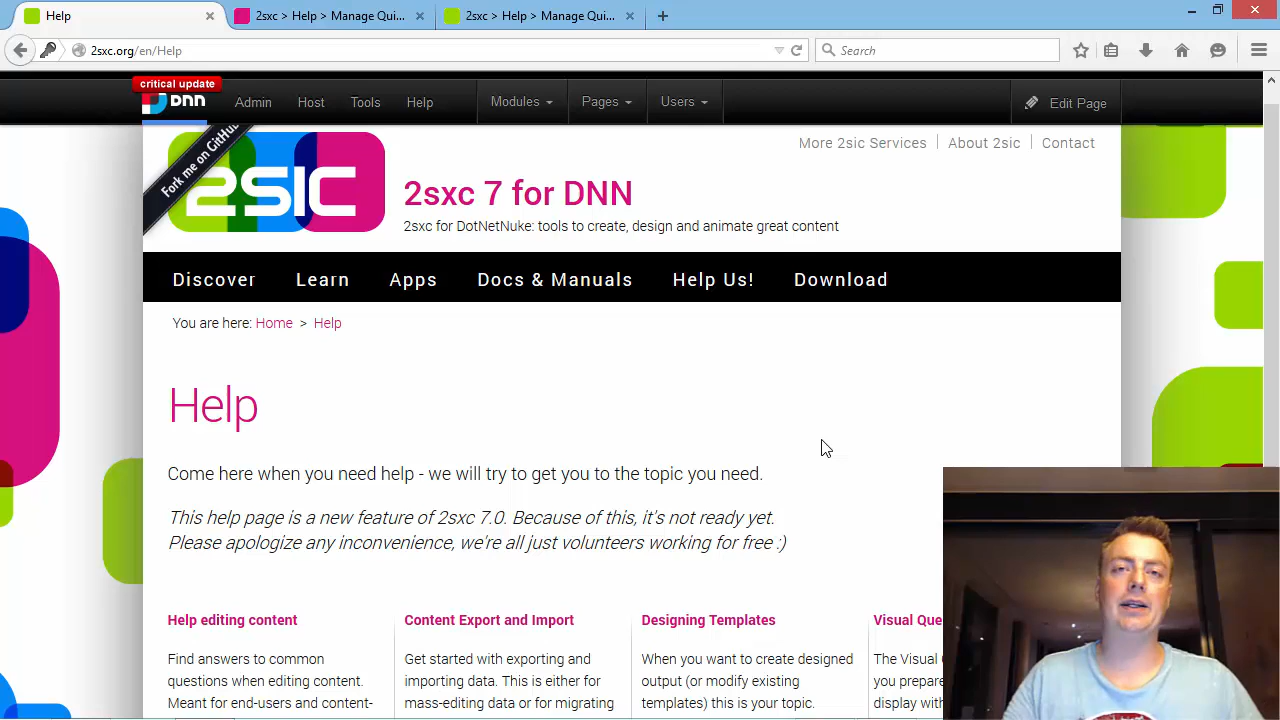 Help
2sxc > Help > Manage Qui...
2sxc > Help > Manage Qui...
2sxc.org/en/Help
Search
critical update
DNN
Admin
Host
Tools
Help
Modules
Pages
Users
Edit Page
Fork me on GitHub
2SIC
More 2sic Services
About 2sic
Contact
2sxc 7 for DNN
2sxc for DotNetNuke: tools to create, design and animate great content
Discover
Learn
Apps
Docs & Manuals
Help Us!
Download
You are here: Home > Help
Help
Come here when you need help - we will try to get you to the topic you need.
This help page is a new feature of 2sxc 7.0. Because of this, it's not ready yet.
Please apologize any inconvenience, we're all just volunteers working for free :)
Help editing content
Find answers to common
questions when editing content.
Meant for end-users and content-
Content Export and Import
Get started with exporting and
importing data. This is either for
mass-editing data or for migrating
Designing Templates
When you want to create designed
output (or modify existing
templates) this is your topic.
Visual Que
The Visual
you prepare
display with